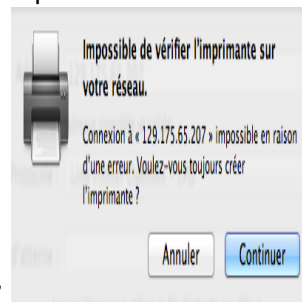 Impossible de vérifier l'imprimante sur
votre réseau.
Connexion à « 129.175.65.207 » impossible en raison
d'une erreur. Voulez-vous toujours créer
l'imprimante ?
Annuler
Continuer